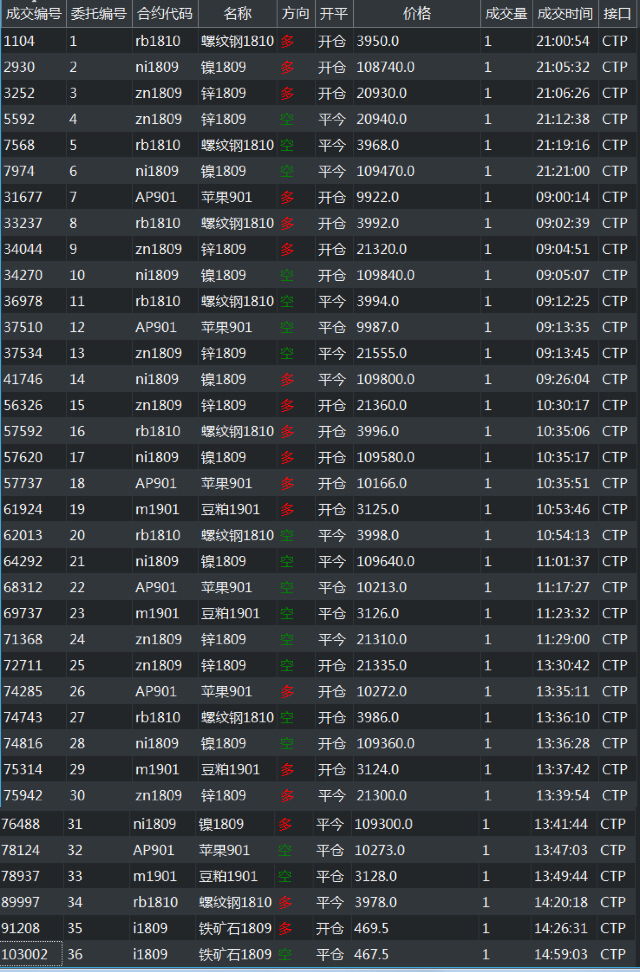 成交编号 委托编号 合约代码 名称 方向 开平 价格 成交量 成交时间 接口
1104 1 rb1810 螺纹钢1810 多 开仓 3950.0 1 21:00:54 CTP
2930 2 ni1809 镍1809 多 开仓 108740.0 1 21:05:32 CTP
3252 3 zn1809 锌1809 多 开仓 20930.0 1 21:06:26 CTP
5592 4 zn1809 锌1809 空 平今 20940.0 1 21:12:38 CTP
7568 5 rb1810 螺纹钢1810 空 平今 3968.0 1 21:19:16 CTP
7974 6 ni1809 镍1809 空 平今 109470.0 1 21:21:00 CTP
31677 7 AP901 苹果901 多 开仓 9922.0 1 09:00:14 CTP
33237 8 rb1810 螺纹钢1810 多 开仓 3992.0 1 09:02:39 CTP
34044 9 zn1809 锌1809 多 开仓 21320.0 1 09:04:51 CTP
34270 10 ni1809 镍1809 空 开仓 109840.0 1 09:05:07 CTP
36978 11 rb1810 螺纹钢1810 空 平今 3994.0 1 09:12:25 CTP
37510 12 AP901 苹果901 空 平仓 9987.0 1 09:13:35 CTP
37534 13 zn1809 锌1809 空 平今 21555.0 1 09:13:45 CTP
41746 14 ni1809 镍1809 多 平今 109800.0 1 09:26:04 CTP
56326 15 zn1809 锌1809 多 开仓 21360.0 1 10:30:17 CTP
57592 16 rb1810 螺纹钢1810 多 开仓 3996.0 1 10:35:06 CTP
57620 17 ni1809 镍1809 多 开仓 109580.0 1 10:35:17 CTP
57737 18 AP901 苹果901 多 开仓 10166.0 1 10:35:51 CTP
61924 19 m1901 豆粕1901 多 开仓 3125.0 1 10:53:46 CTP
62013 20 rb1810 螺纹钢1810 空 平今 3998.0 1 10:54:13 CTP
64292 21 ni1809 镍1809 空 平今 109640.0 1 11:01:37 CTP
68312 22 AP901 苹果901 空 平仓 10213.0 1 11:17:27 CTP
69737 23 m1901 豆粕1901 空 平仓 3126.0 1 11:23:32 CTP
71368 24 zn1809 锌1809 空 平今 21310.0 1 11:29:00 CTP
72711 25 zn1809 锌1809 空 开仓 21335.0 1 13:30:42 CTP
74285 26 AP901 苹果901 多 开仓 10272.0 1 13:35:11 CTP
74743 27 rb1810 螺纹钢1810 空 开仓 3986.0 1 13:36:10 CTP
74816 28 ni1809 镍1809 空 开仓 109360.0 1 13:36:28 CTP
75314 29 m1901 豆粕1901 多 开仓 3124.0 1 13:37:42 CTP
75942 30 zn1809 锌1809 多 平今 21300.0 1 13:39:54 CTP
76488 31 ni1809 镍1809 多 平今 109300.0 1 13:41:44 CTP
78124 32 AP901 苹果901 空 平仓 10273.0 1 13:47:03 CTP
78937 33 m1901 豆粕1901 空 平仓 3128.0 1 13:49:44 CTP
89997 34 rb1810 螺纹钢1810 多 平今 3978.0 1 14:20:18 CTP
91208 35 i1809 铁矿石1809 多 开仓 469.5 1 14:26:31 CTP
103002 36 i1809 铁矿石1809 空 平仓 467.5 1 14:59:03 CTP